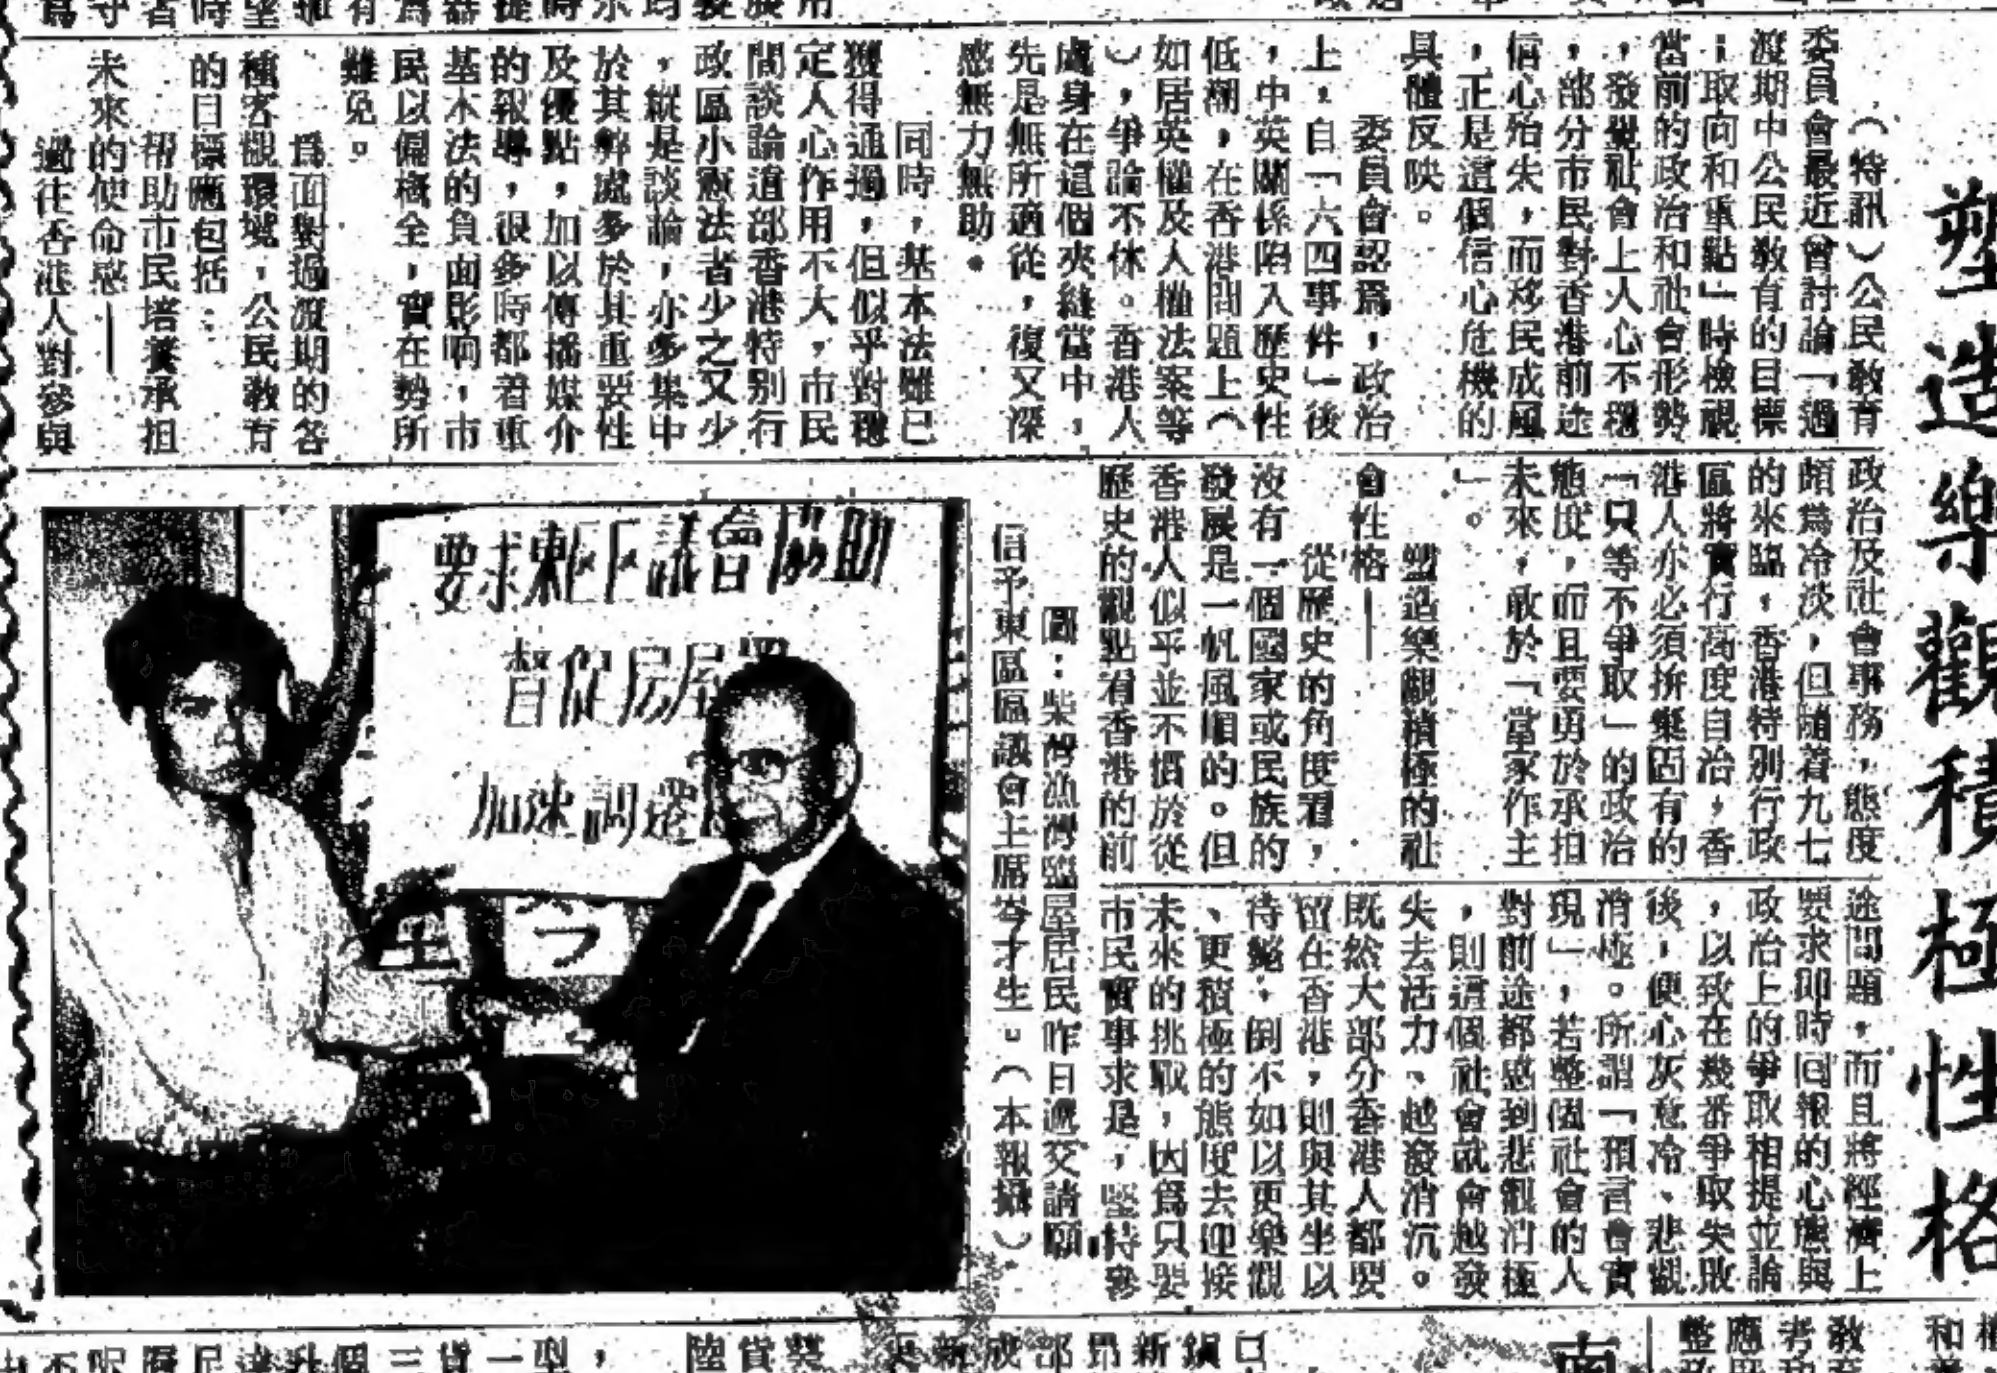 塑造樂觀積極性格
（特訊）公民教育
委員會最近會討論「過
渡期中公民教育的目標
；取向和重點」時檢視
當前的政治和社會形勢
，發覺社會上人心不穩
，部分市民對香港前途
信心殆失，而移民成風
，正是這個信心危機的
具體反映。
委員會認爲，政治
上，自「六四事件」後
，中英關係陷入歷史性
低潮，在香港問題上（
如居英權及人權法案等
），爭論不休。香港人
處身在這個夾縫當中，
先是無所適從，復又深
感無力無助。
同時，基本法雖已
獲得通過，但似乎對穩
定人心作用不大，市民
間談論這部香港特別行
政區小憲法者少之又少
，縱是談論，亦多集中
於其弊處多於其重要性
及優點，加以傳播媒介
的報導，很多時都着重
基本法的負面影响，市
民以偏概全，實在勢所
難免。
爲面對過渡期的各
種客觀環境，公民教育
的目標應包括：
帮助市民培養承担
未來的使命感——
過往香港人對參與
政治及社會事務，態度
頗爲冷淡，但隨着九七
的來臨，香港特別行政
區將實行高度自治，香
港人亦必須拚棄固有的
「只等不爭取」的政治
態度，而且要勇於承担
未來，敢於「當家作主
」。
塑造樂觀積極的社
會性格——
從歷史的角度看，
沒有一個國家或民族的
發展是一帆風順的。但
香港人似乎並不慣於從
歷史的觀點看香港的前
途問題，而且將經濟上
要求即時回報的心態與
政治上的爭取相提並論
，以致在幾番爭取失敗
後，便心灰意冷、悲觀
消極。所謂「預言會實
現」，若整個社會的人
對前途都感到悲觀消極
，則這個社會就會越發
失去活力、越發消沉。
既然大部分香港人都要
留在香港，則與其坐以
待斃，倒不如以更樂觀
、更積極的態度去迎接
未來的挑戰，因爲只要
市民實事求是，堅持參
圖：柴灣漁灣臨屋居民昨日遞交請願
信予東區區議會主席岑才生。（本報攝）
要求東區区議會協助
督促房屋署
加速調遷